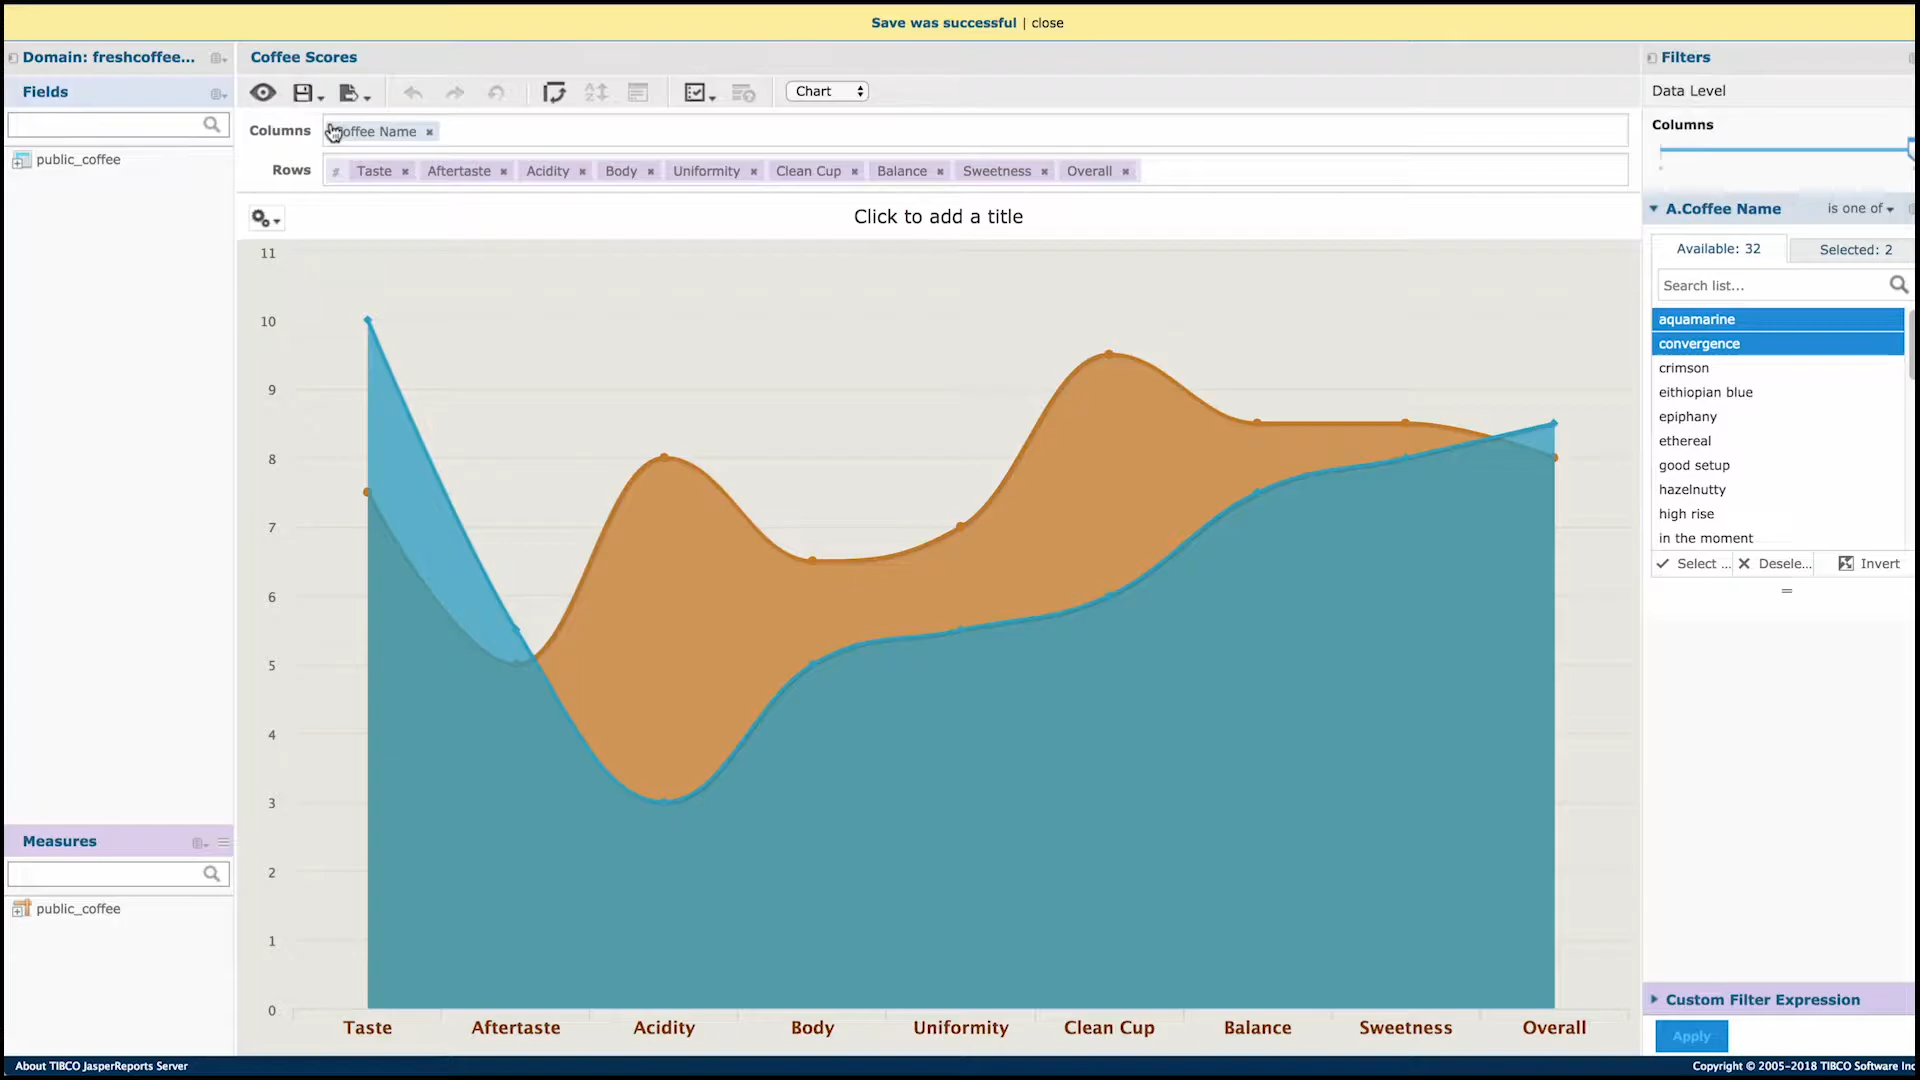 Save was successful | close
Domain: freshcoffee...
Coffee Scores
Filters
Fields
Chart
Data Level
Columns
Coffee Name
Columns
public_coffee
Rows
# Taste Aftertaste Acidity Body Uniformity Clean Cup Balance Sweetness Overall
A.Coffee Name is one of
Click to add a title
Available: 32 Selected: 2
Search list...
aquamarine
convergence
crimson
eithiopian blue
epiphany
ethereal
good setup
hazelnutty
high rise
in the moment
Select ... Desele... Invert
11
10
9
8
7
6
5
4
3
2
1
0
Taste Aftertaste Acidity Body Uniformity Clean Cup Balance Sweetness Overall
Measures
public_coffee
Custom Filter Expression
Apply
About TIBCO JasperReports Server
Copyright © 2005-2018 TIBCO Software Inc